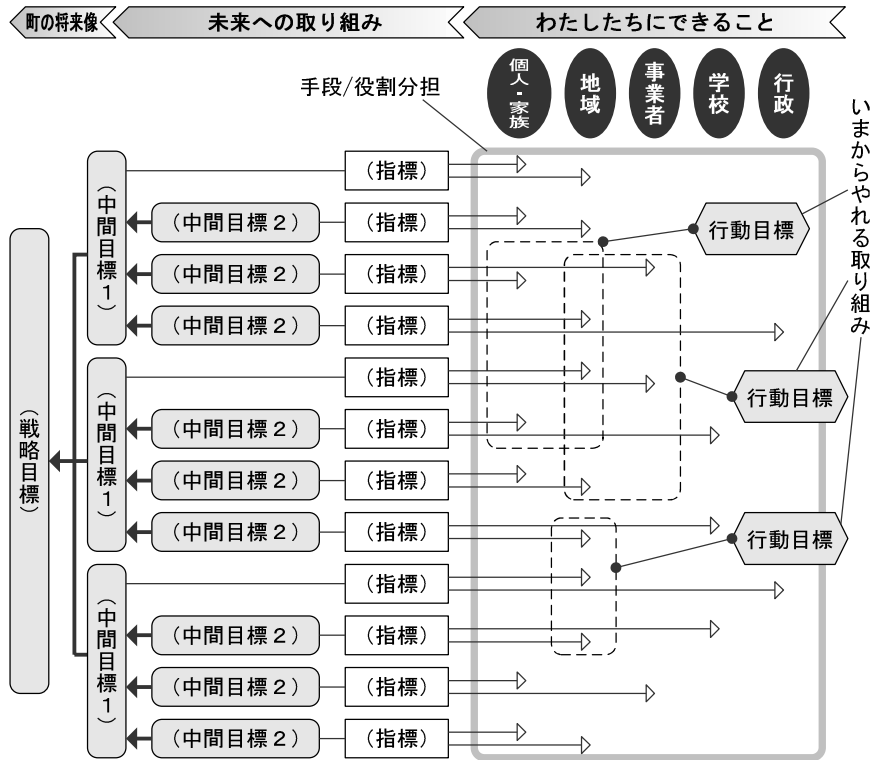 町の将来像
未来への取り組み
わたしたちにできること
手段/役割分担
個人・家族
地域
事業者
学校
行政
いまからやれる取り組み
(戦略目標)
(中間目標1)
(指標)
(中間目標2)
(指標)
(中間目標2)
(指標)
(中間目標2)
(指標)
(中間目標1)
(指標)
(中間目標2)
(指標)
(中間目標2)
(指標)
(中間目標2)
(指標)
(中間目標1)
(指標)
(中間目標2)
(指標)
(中間目標2)
(指標)
(中間目標2)
(指標)
行動目標
行動目標
行動目標